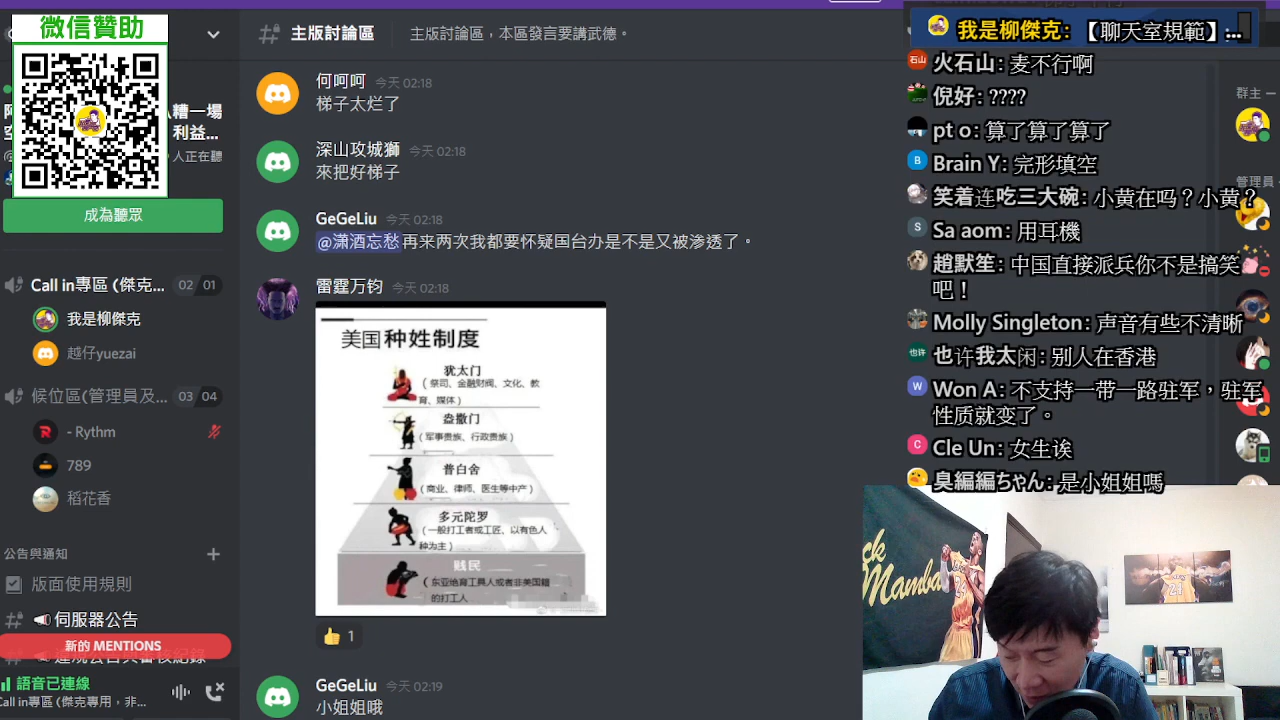 微信贊助
糟一場
利益...
人正在聽
成為聽眾
Call in專區 (傑克... 02 01
我是柳傑克
越仔yuezai
候位區(管理員及... 03 04
- Rythm
789
稻花香
公告與通知
版面使用規則
伺服器公告
新的 MENTIONS
語音已連線
Call in專區 (傑克專用，非...
主版討論區
主版討論區，本區發言要講武德。
何呵呵 今天 02:18
梯子太烂了
深山攻城獅 今天 02:18
來把好梯子
GeGeLiu 今天 02:18
@瀟酒忘愁再来两次我都要怀疑国台办是不是又被渗透了。
雷霆万钧 今天 02:18
美国种姓制度
犹太门
（祭司、金融财阀、文化、教
育、媒体）
盎撒门
（军事贵族、行政贵族）
普白舍
（商业、律师、医生等中产）
多元陀罗
（一般打工者或工匠、以有色人
种为主）
贱民
（东亚绝育工具人或者非美国籍
的打工人
1
GeGeLiu 今天 02:19
小姐姐哦
我是柳傑克: 【聊天室規範】...
火石山: 麦不行啊
倪好: ????
pt o: 算了算了算了
Brain Y: 完形填空
笑着连吃三大碗: 小黄在吗？小黄？
Sa aom: 用耳機
趙默笙: 中国直接派兵你不是搞笑
吧！
Molly Singleton: 声音有些不清晰
也许我太闲: 别人在香港
Won A: 不支持一带一路驻军，驻军
性质就变了。
Cle Un: 女生诶
臭編編ちゃん: 是小姐姐嗎
群主 —
管理員
Mamba
24